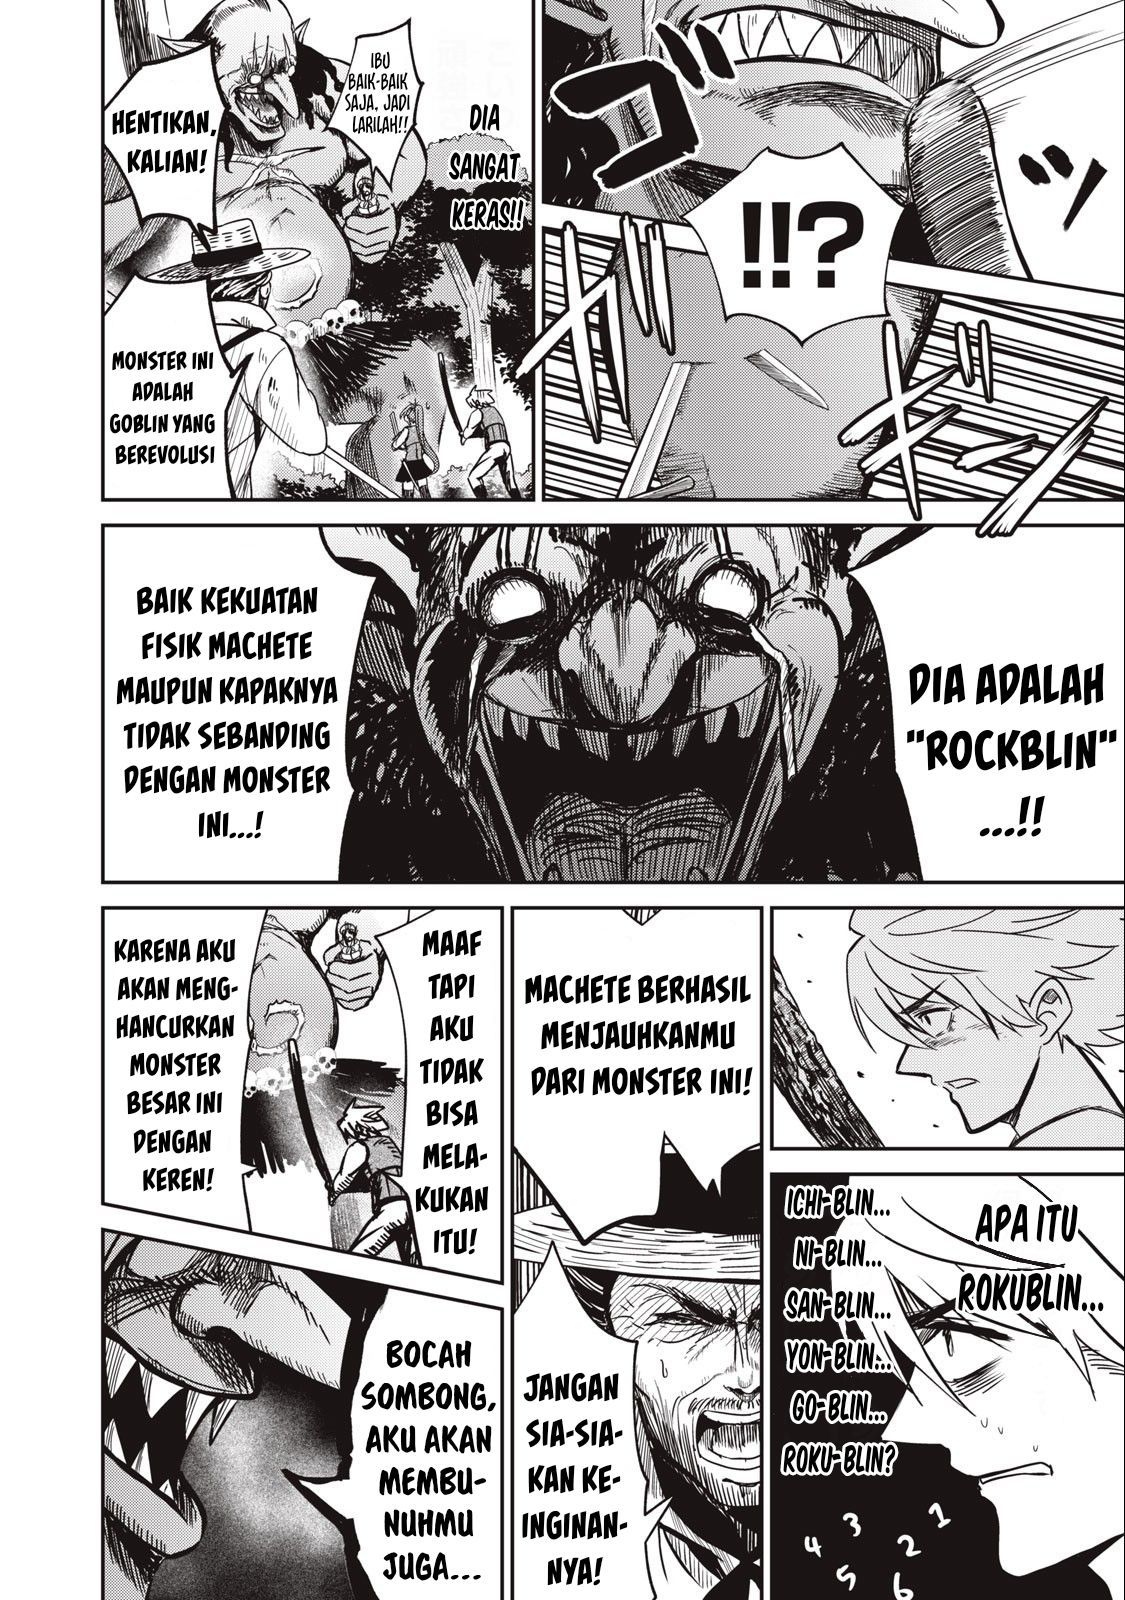 !!?
ゴ
ツ
DIA
SANGAT
KERAS!!
IBU
BAIK-BAIK
SAJA, JADI
LARILAH!!
HENTIKAN,
KALIAN!
MONSTER INI
ADALAH
GOBLIN YANG
BEREVOLUSI
DIA ADALAH
"ROCKBLIN"
...!!
BAIK KEKUATAN
FISIK MACHETE
MAUPUN KAPAKNYA
TIDAK SEBANDING
DENGAN MONSTER
INI...!
APA ITU
ROKUBLIN...
ICHI-BLIN...
NI-BLIN...
SAN-BLIN...
YON-BLIN...
GO-BLIN...
ROKU-BLIN?
1
2
3
4
5
6
MACHETE BERHASIL
MENJAUHKANMU
DARI MONSTER INI!
JANGAN
SIA-SIA-
KAN KE-
INGINAN-
NYA!
MAAF
TAPI
AKU
TIDAK
BISA
MELA-
KUKAN
ITU!
KARENA AKU
AKAN MENG-
HANCURKAN
MONSTER
BESAR INI
DENGAN
KEREN!
BOCAH
SOMBONG,
AKU AKAN
MEMBU-
NUHMU
JUGA...